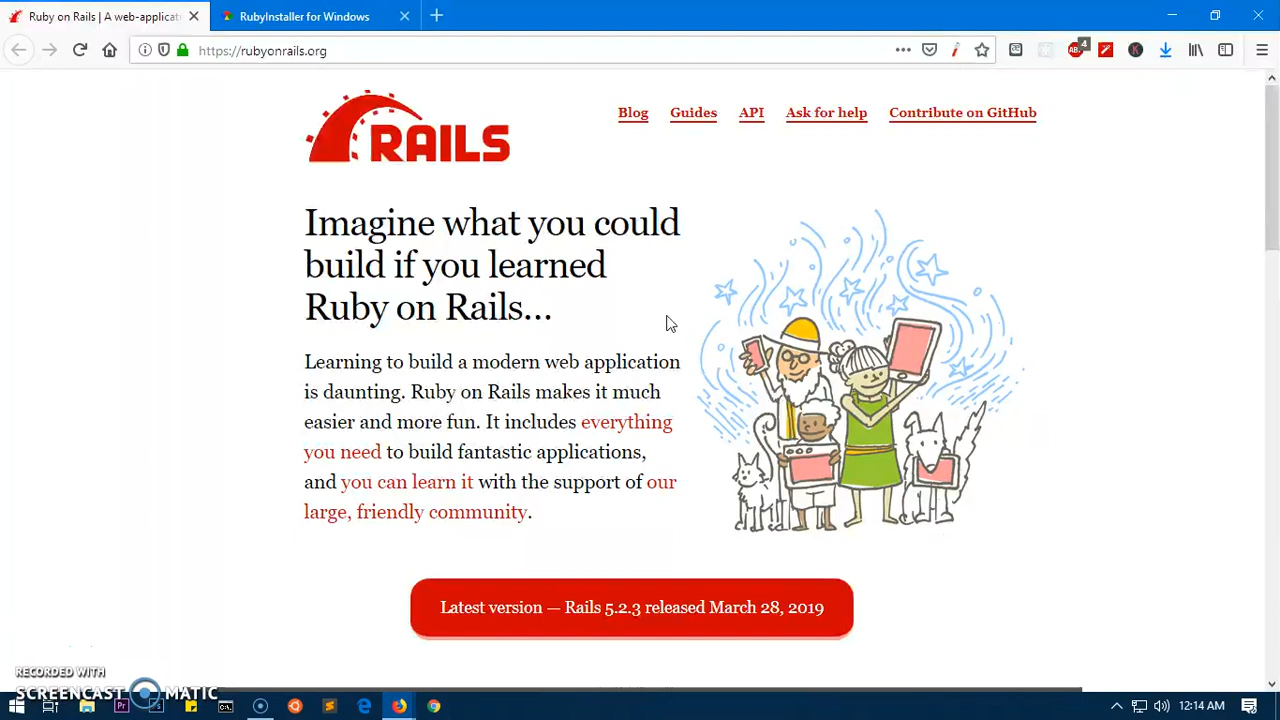 Ruby on Rails | A web-applicat
RubyInstaller for Windows
https://rubyonrails.org
4
ABP
RAILS
Blog
Guides
API
Ask for help
Contribute on GitHub
Imagine what you could
build if you learned
Ruby on Rails...
Learning to build a modern web application
is daunting. Ruby on Rails makes it much
easier and more fun. It includes everything
you need to build fantastic applications,
and you can learn it with the support of our
large, friendly community.
Latest version — Rails 5.2.3 released March 28, 2019
RECORDED WITH
SCREENCAST MATIC
Pr
12:14 AM